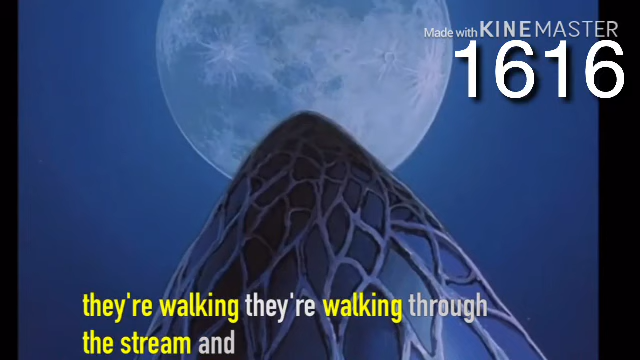 Made with KINEMASTER
1616
they're walking they're walking through
the stream and